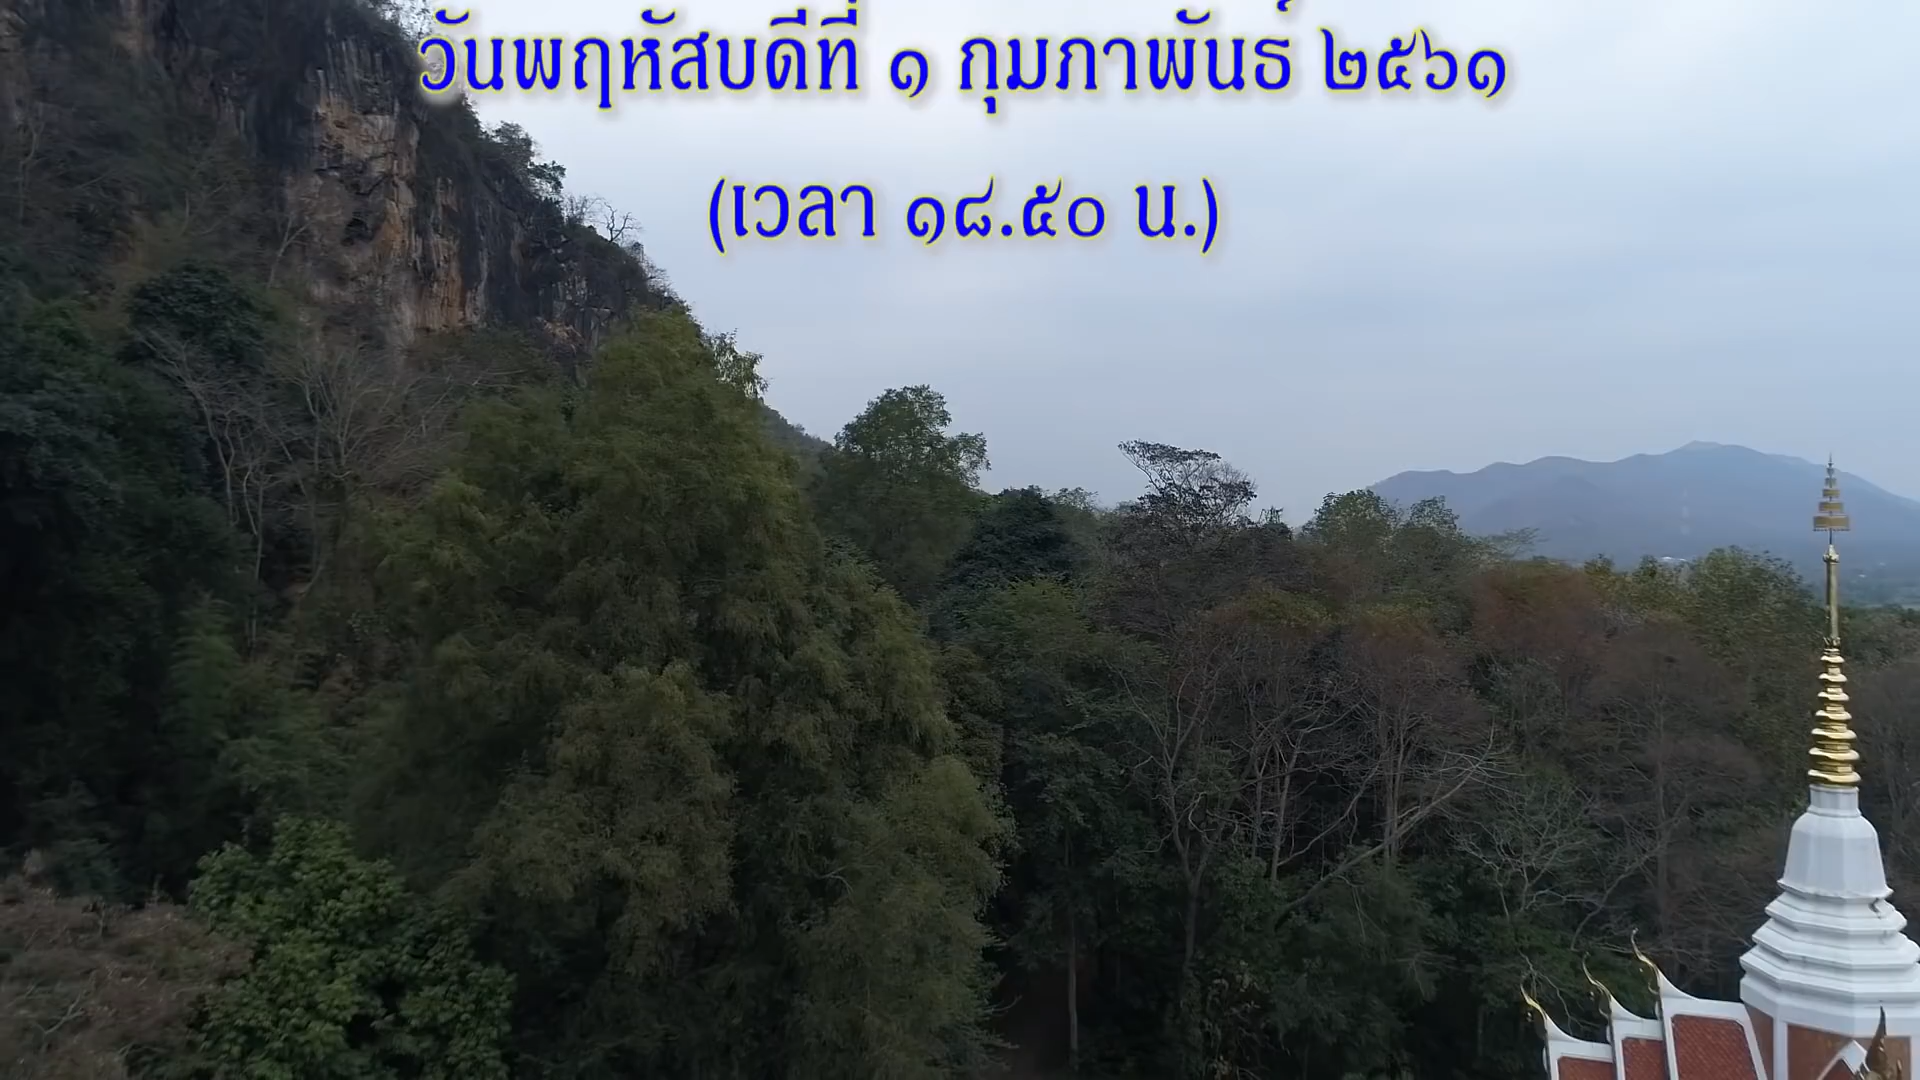 วันพฤหัสบดีที่ ๑ กุมภาพันธ์ ๒๕๖๑
(เวลา ๑๘.๕๐ น.)